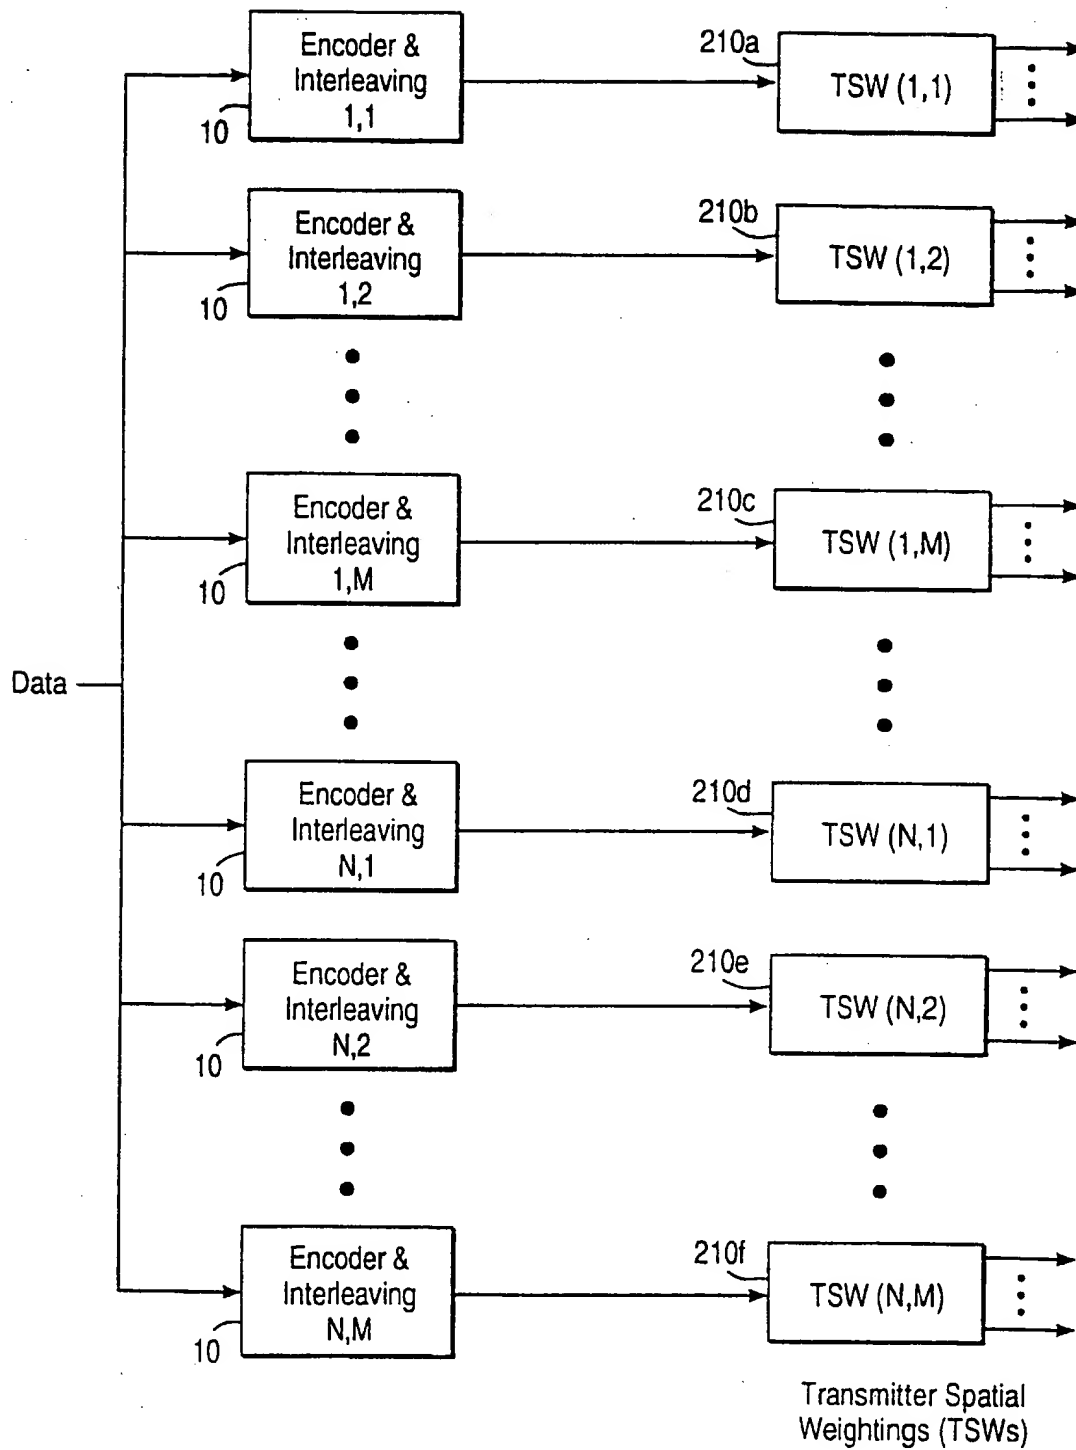 Encoder &
Interleaving
1,1
10
210a
TSW (1,1)
Encoder &
Interleaving
1,2
10
210b
TSW (1,2)
Encoder &
Interleaving
1,M
10
210c
TSW (1,M)
Data
Encoder &
Interleaving
N,1
10
210d
TSW (N,1)
Encoder &
Interleaving
N,2
10
210e
TSW (N,2)
Encoder &
Interleaving
N,M
10
210f
TSW (N,M)
Transmitter Spatial
Weightings (TSWs)